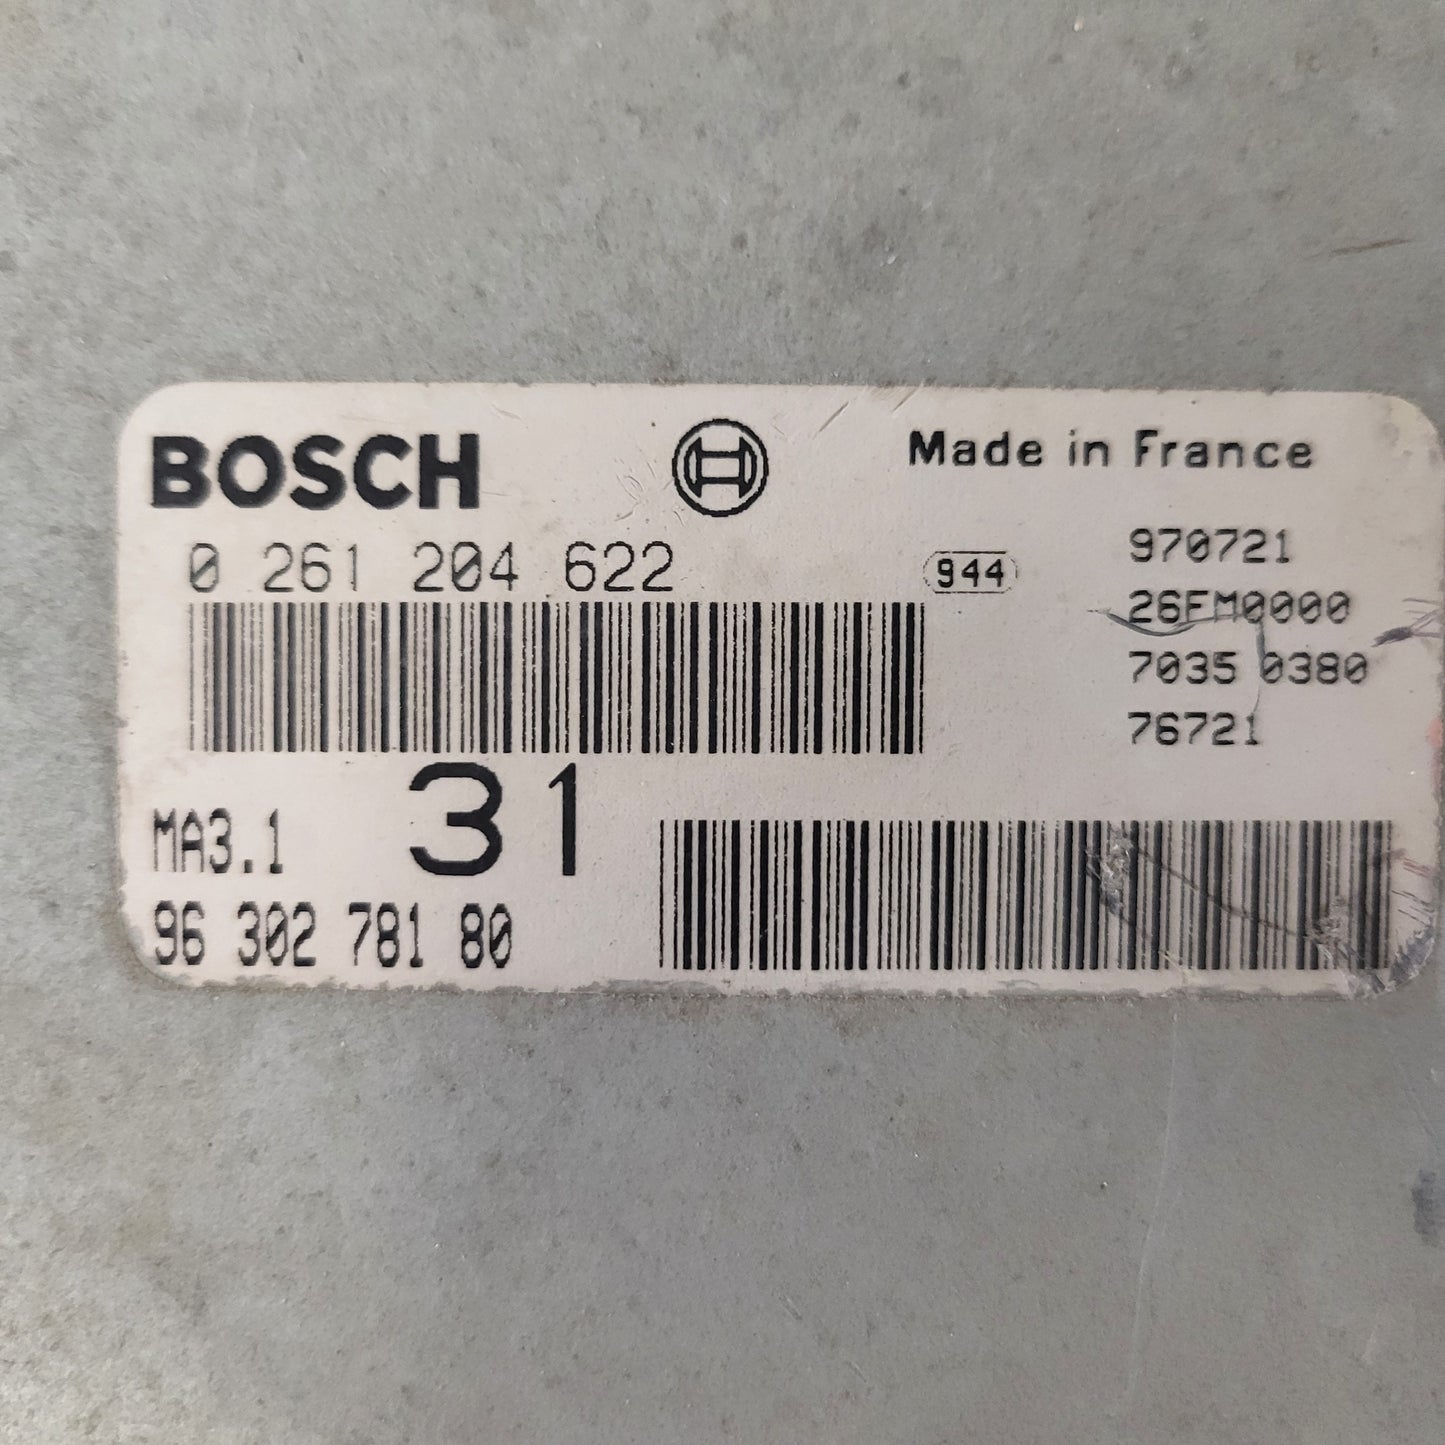 BOSCH
Made in France
0 261 204 622
944
970721
26FM0000
7035 0380
76721
MA3.1
31
96 302 781 80